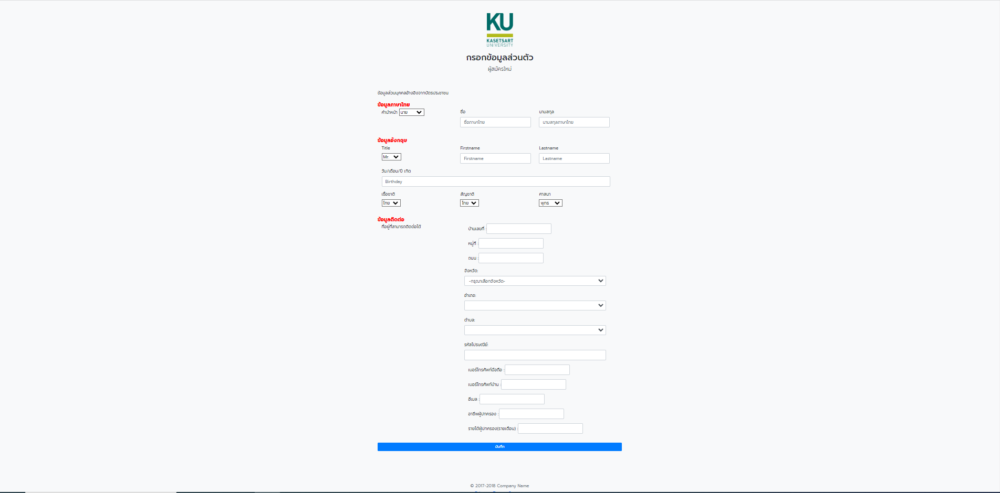 KU
KASETSART
UNIVERSITY
กรอกข้อมูลส่วนตัว
ผู้สมัครใหม่
ข้อมูลส่วนบุคคลอ้างอิงจากบัตรประชาชน
ข้อมูลภาษาไทย
คำนำหน้า นาย ชื่อ นามสกุล
ชื่อภาษาไทย นามสกุลภาษาไทย
ข้อมูลอังกฤษ
Title Firstname Lastname
Mr. Firstname Lastname
วัน/เดือน/ปี เกิด
Birthday
เชื้อชาติ สัญชาติ ศาสนา
ไทย ไทย พุทธ
ข้อมูลติดต่อ
ที่อยู่ที่สามารถติดต่อได้ บ้านเลขที่ :
หมู่ที่ :
ถนน :
จังหวัด:
-กรุณาเลือกจังหวัด-
อำเภอ:
ตำบล:
รหัสไปรษณีย์:
เบอร์โทรศัพท์มือถือ :
เบอร์โทรศัพท์บ้าน :
อีเมล :
อาชีพผู้ปกครอง :
รายได้ผู้ปกครอง(รายเดือน) :
บันทึก
© 2017-2018 Company Name